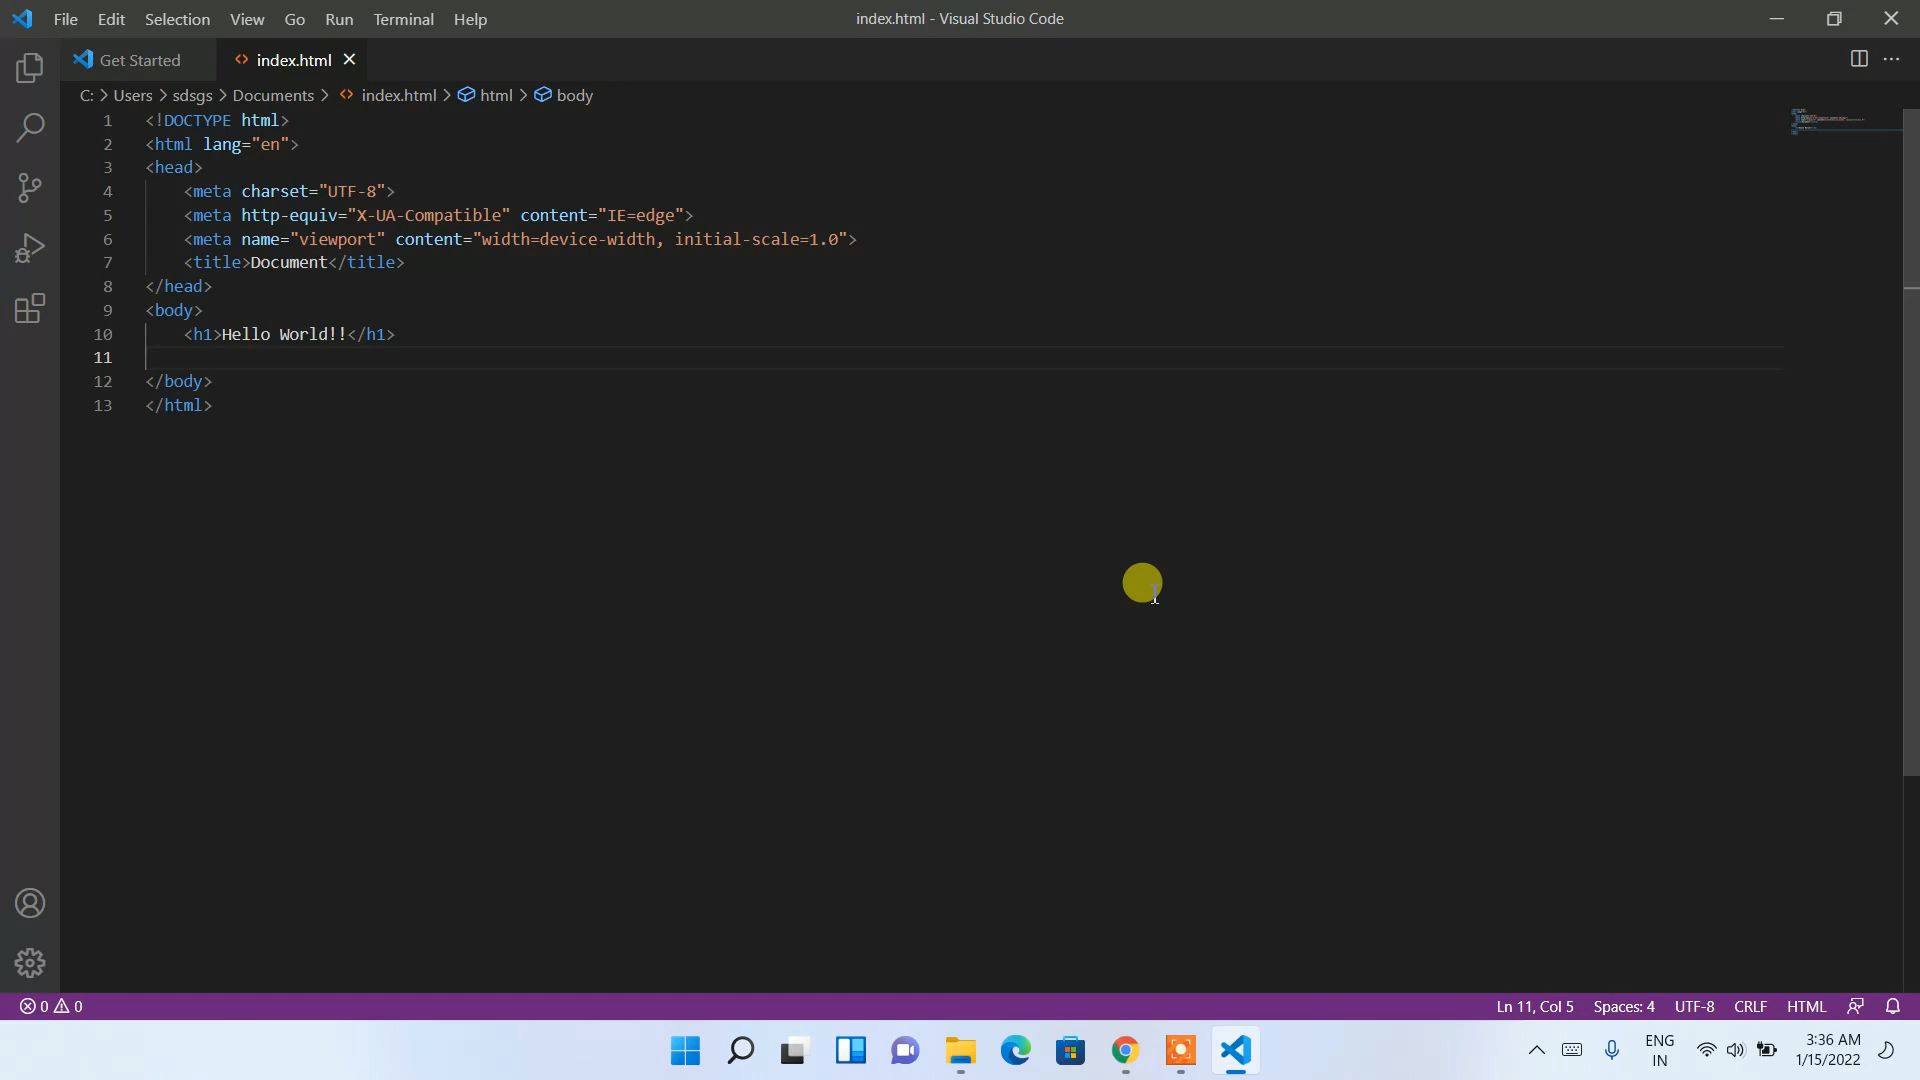 File Edit Selection View Go Run Terminal Help index.html - Visual Studio Code
Get Started index.html
C: > Users > sdsgs > Documents > index.html > html > body
1 <!DOCTYPE html>
2 <html lang="en">
3 <head>
4 <meta charset="UTF-8">
5 <meta http-equiv="X-UA-Compatible" content="IE=edge">
6 <meta name="viewport" content="width=device-width, initial-scale=1.0">
7 <title>Document</title>
8 </head>
9 <body>
10 <h1>Hello World!!</h1>
11
12 </body>
13 </html>
0 0 Ln 11, Col 5 Spaces: 4 UTF-8 CRLF HTML
ENG 3:36 AM
IN 1/15/2022